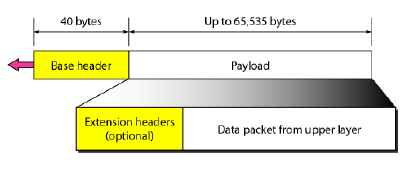 40 bytes
Up to 65,535 bytes
Base header
Payload
Extension headers
(optional)
Data packet from upper layer